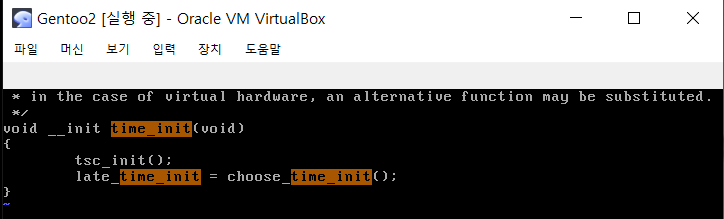 Gentoo2 [실행 중] - Oracle VM VirtualBox
파일 머신 보기 입력 장치 도움말
 * in the case of virtual hardware, an alternative function may be substituted.
 */
void __init time_init(void)
{
        tsc_init();
        late_time_init = choose_time_init();
}
~